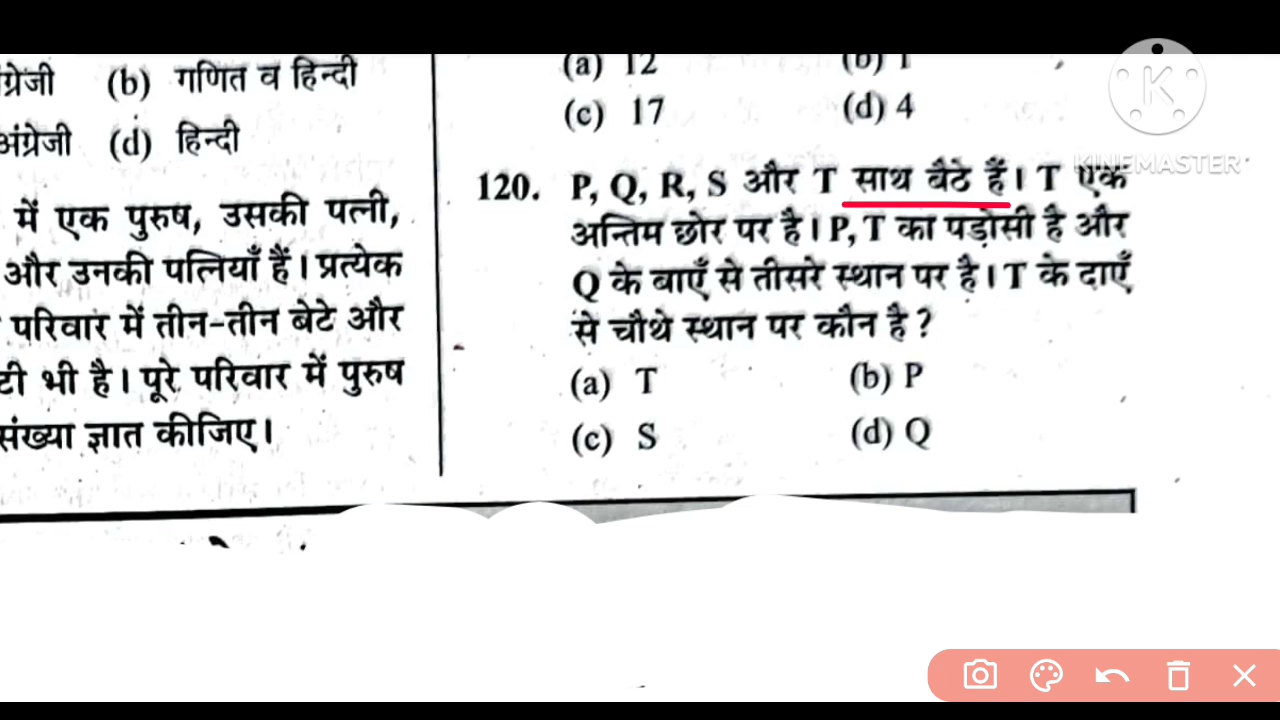 ग्रेजी (b) गणित व हिन्दी
अंग्रेजी (d) हिन्दी
में एक पुरुष, उसकी पत्नी,
और उनकी पत्नियाँ हैं। प्रत्येक
परिवार में तीन-तीन बेटे और
टी भी है। पूरे परिवार में पुरुष
संख्या ज्ञात कीजिए।
(a) 12 (b) 1
(c) 17 (d) 4
120. P, Q, R, S और T साथ बैठे हैं। T एक
अन्तिम छोर पर है। P, T का पड़ोसी है और
Q के बाएँ से तीसरे स्थान पर है। T के दाएँ
से चौथे स्थान पर कौन है?
(a) T (b) P
(c) S (d) Q
K
KINEMASTER